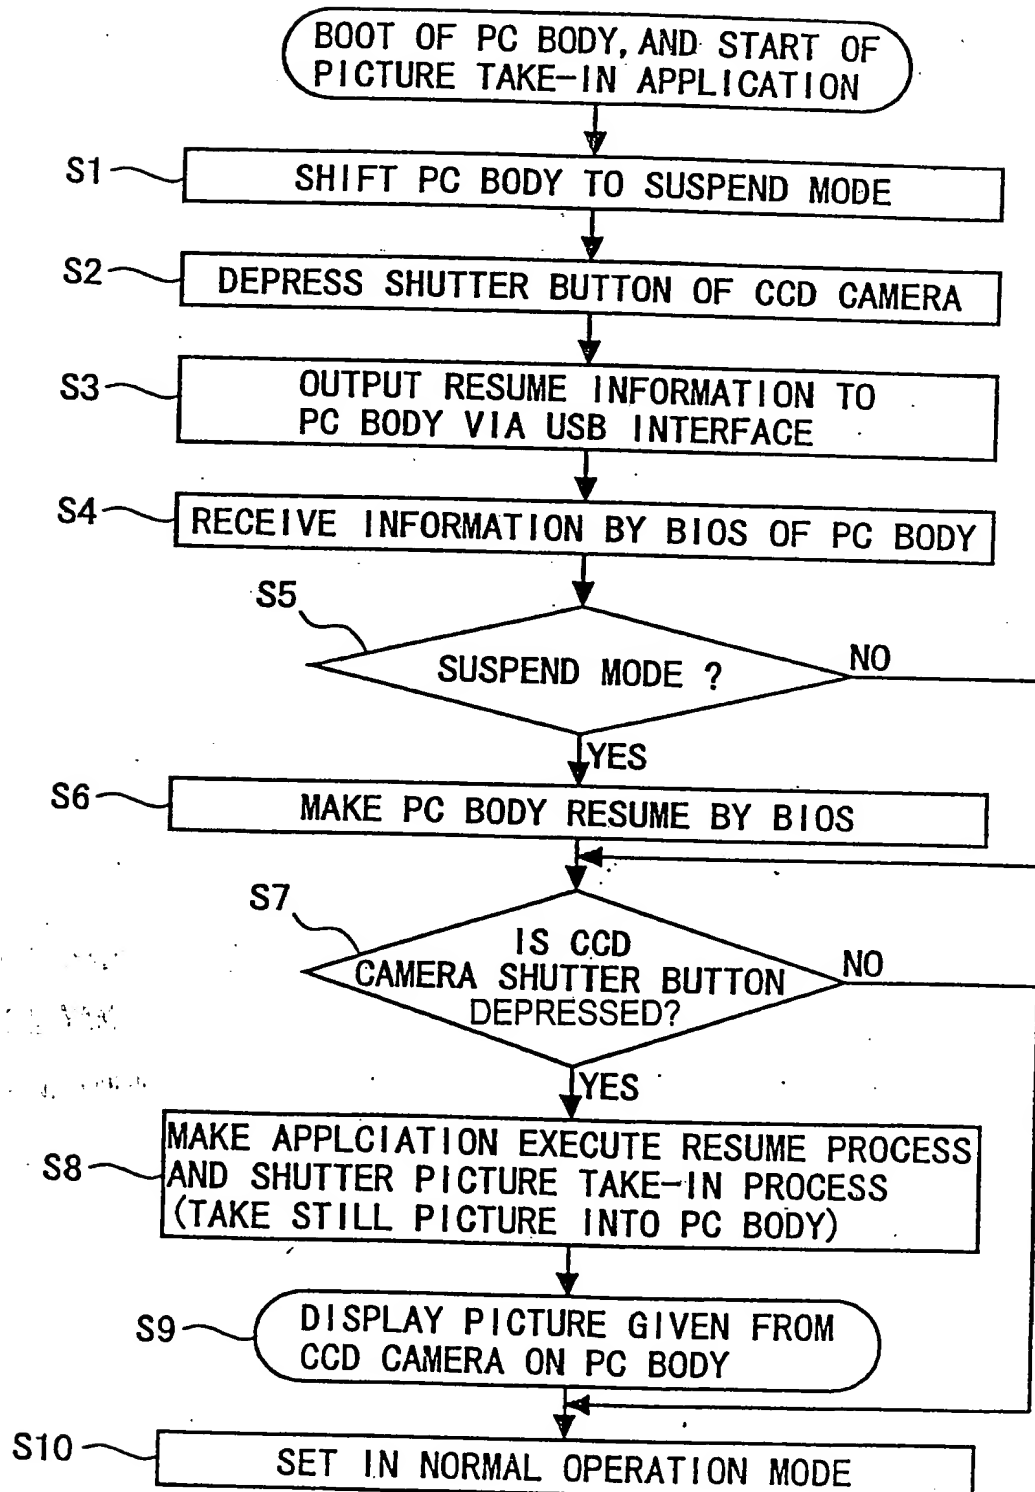 BOOT OF PC BODY, AND START OF
PICTURE TAKE-IN APPLICATION
S1
SHIFT PC BODY TO SUSPEND MODE
S2
DEPRESS SHUTTER BUTTON OF CCD CAMERA
S3
OUTPUT RESUME INFORMATION TO
PC BODY VIA USB INTERFACE
S4
RECEIVE INFORMATION BY BIOS OF PC BODY
S5
SUSPEND MODE ?
NO
YES
S6
MAKE PC BODY RESUME BY BIOS
S7
IS CCD
CAMERA SHUTTER BUTTON
DEPRESSED?
NO
YES
S8
MAKE APPLCIATION EXECUTE RESUME PROCESS
AND SHUTTER PICTURE TAKE-IN PROCESS
(TAKE STILL PICTURE INTO PC BODY)
S9
DISPLAY PICTURE GIVEN FROM
CCD CAMERA ON PC BODY
S10
SET IN NORMAL OPERATION MODE